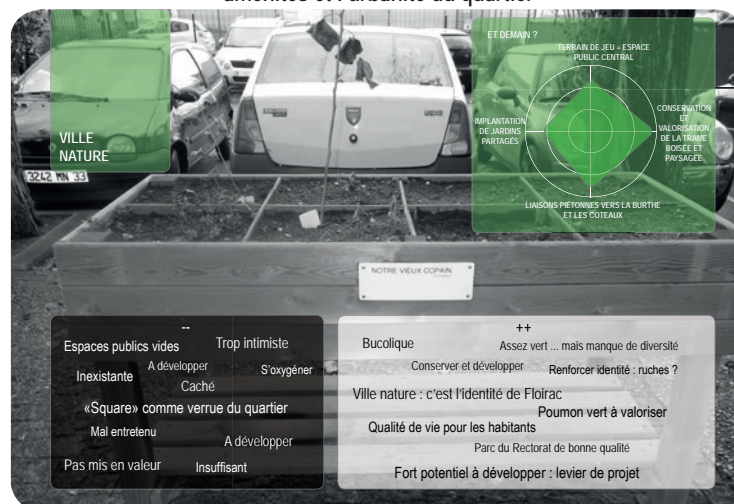 aménités et l'urbanité du quartier
VILLE
NATURE
ET DEMAIN ?
TERRAIN DE JEU = ESPACE
PUBLIC CENTRAL
IMPLANTATION
DE JARDINS
PARTAGÉS
CONSERVATION
ET
VALORISATION
DE LA TRAME
BOISÉE ET
PAYSAGÉE
LIAISONS PIÉTONNES VERS LA BURTHE
ET LES COTEAUX
3242 MN 33
NOTRE VIEUX COPAIN
--
Espaces publics vides
Trop intimiste
Inexistante
A développer
S'oxygéner
Caché
«Square» comme verrue du quartier
Mal entretenu
A développer
Pas mis en valeur
Insuffisant
++
Bucolique
Assez vert ... mais manque de diversité
Conserver et développer
Renforcer identité : ruches ?
Ville nature : c'est l'identité de Floirac
Poumon vert à valoriser
Qualité de vie pour les habitants
Parc du Rectorat de bonne qualité
Fort potentiel à développer : levier de projet